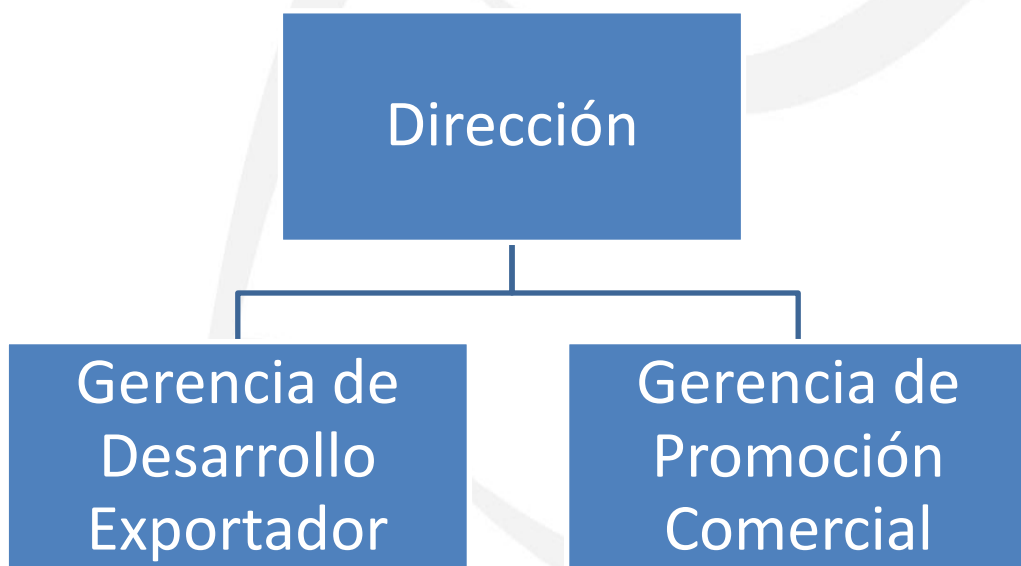 Dirección
Gerencia de
Desarrollo
Exportador
Gerencia de
Promoción
Comercial